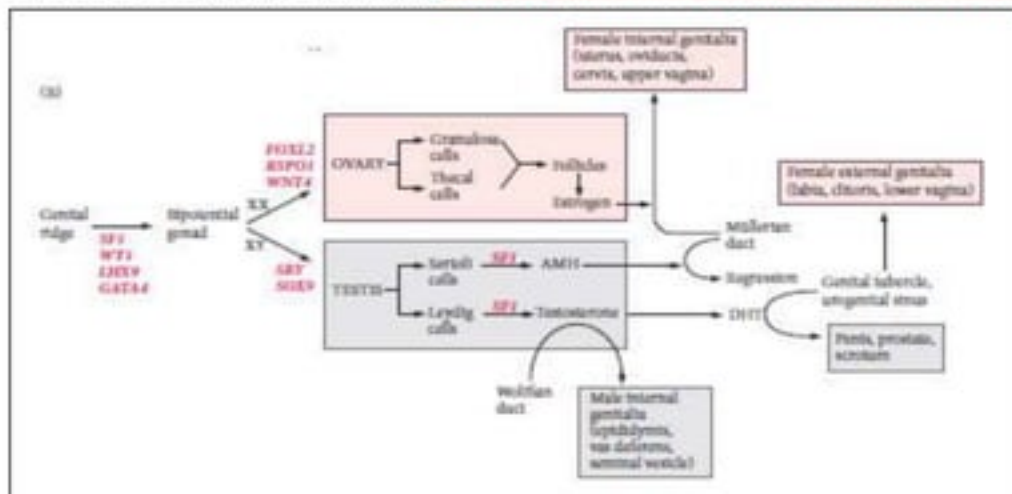 (a)
Female internal genitalia
(uterus, oviducts,
cervix, upper vagina)
FOXL2
RSPO1
WNT4
OVARY
Granulosa
cells
Thecal
cells
Follicles
Estrogen
Female external genitalia
(labia, clitoris, lower vagina)
Genital
ridge
SF1
WT1
LHX9
GATA4
Bipotential
gonad
XX
XY
SRY
SOX9
TESTIS
Sertoli
cells
SF1
AMH
Leydig
cells
SF1
Testosterone
Müllerian
duct
Regression
DHT
Genital tubercle,
urogenital sinus
Penis, prostate,
scrotum
Wolffian
duct
Male internal
genitalia
(epididymis,
vas deferens,
seminal vesicle)